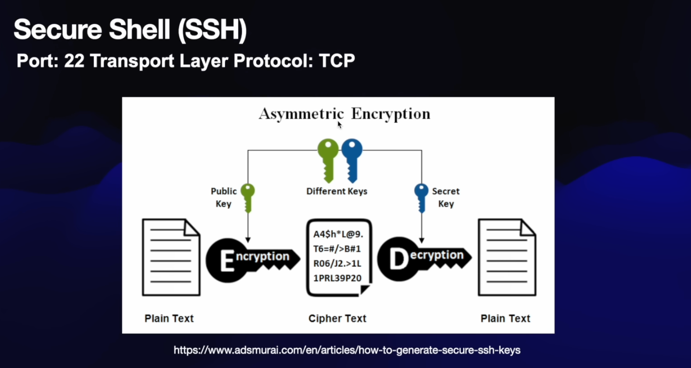 Secure Shell (SSH)
Port: 22 Transport Layer Protocol: TCP
Asymmetric Encryption
Public
Key
Different Keys
Secret
Key
Encryption
A4$h*L@9.
T6=#/>B#1
R06/J2.>1L
1PRL39P20
Decryption
Plain Text
Cipher Text
Plain Text
https://www.adsmurai.com/en/articles/how-to-generate-secure-ssh-keys